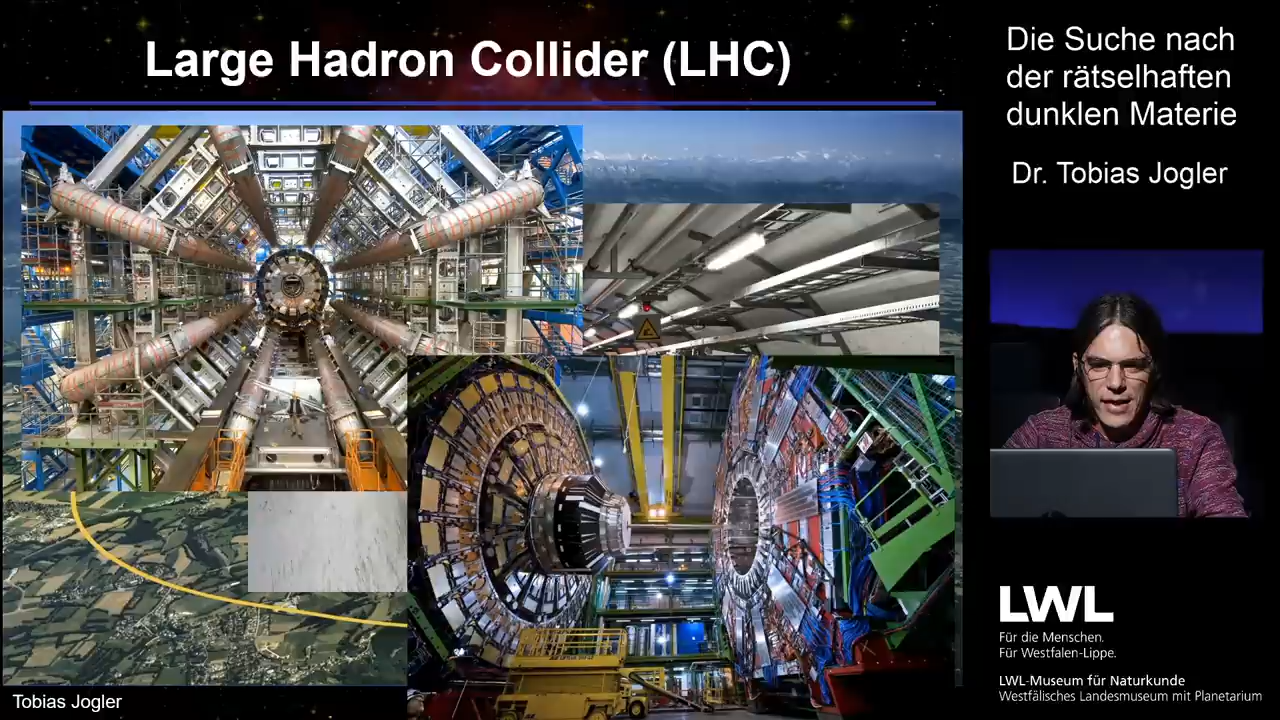 Large Hadron Collider (LHC)
Die Suche nach
der rätselhaften
dunklen Materie
Dr. Tobias Jogler
LWL
Für die Menschen.
Für Westfalen-Lippe.
LWL-Museum für Naturkunde
Westfälisches Landesmuseum mit Planetarium
Tobias Jogler